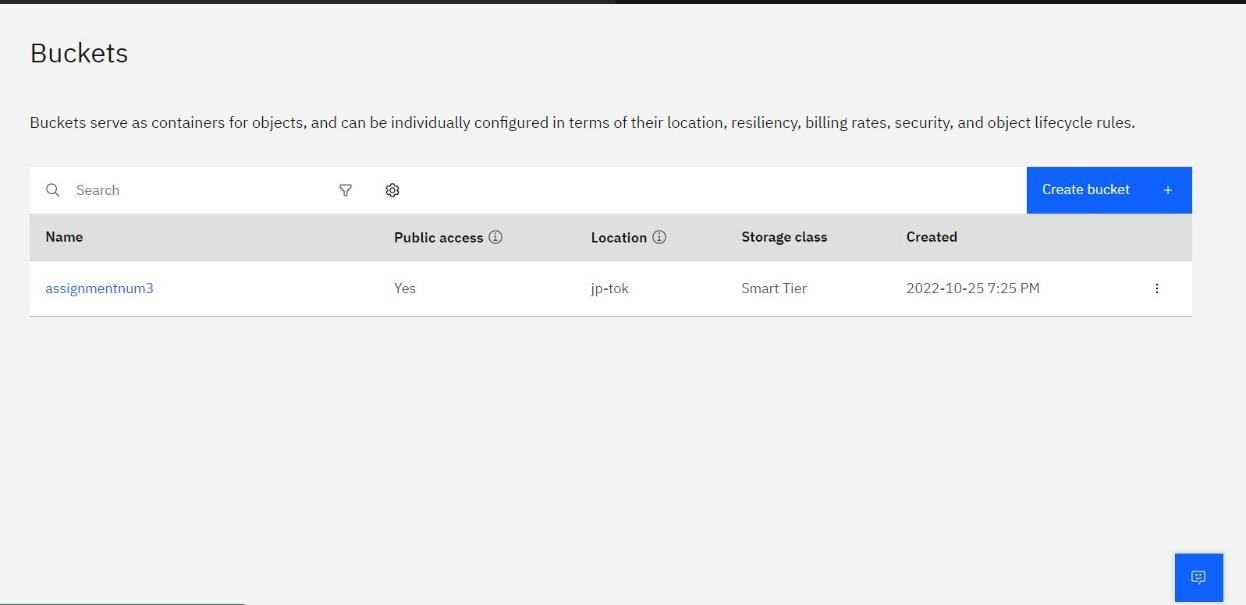 Buckets
Buckets serve as containers for objects, and can be individually configured in terms of their location, resiliency, billing rates, security, and object lifecycle rules.
Search Create bucket +
Name Public access Location Storage class Created
assignmentnum3 Yes jp-tok Smart Tier 2022-10-25 7:25 PM